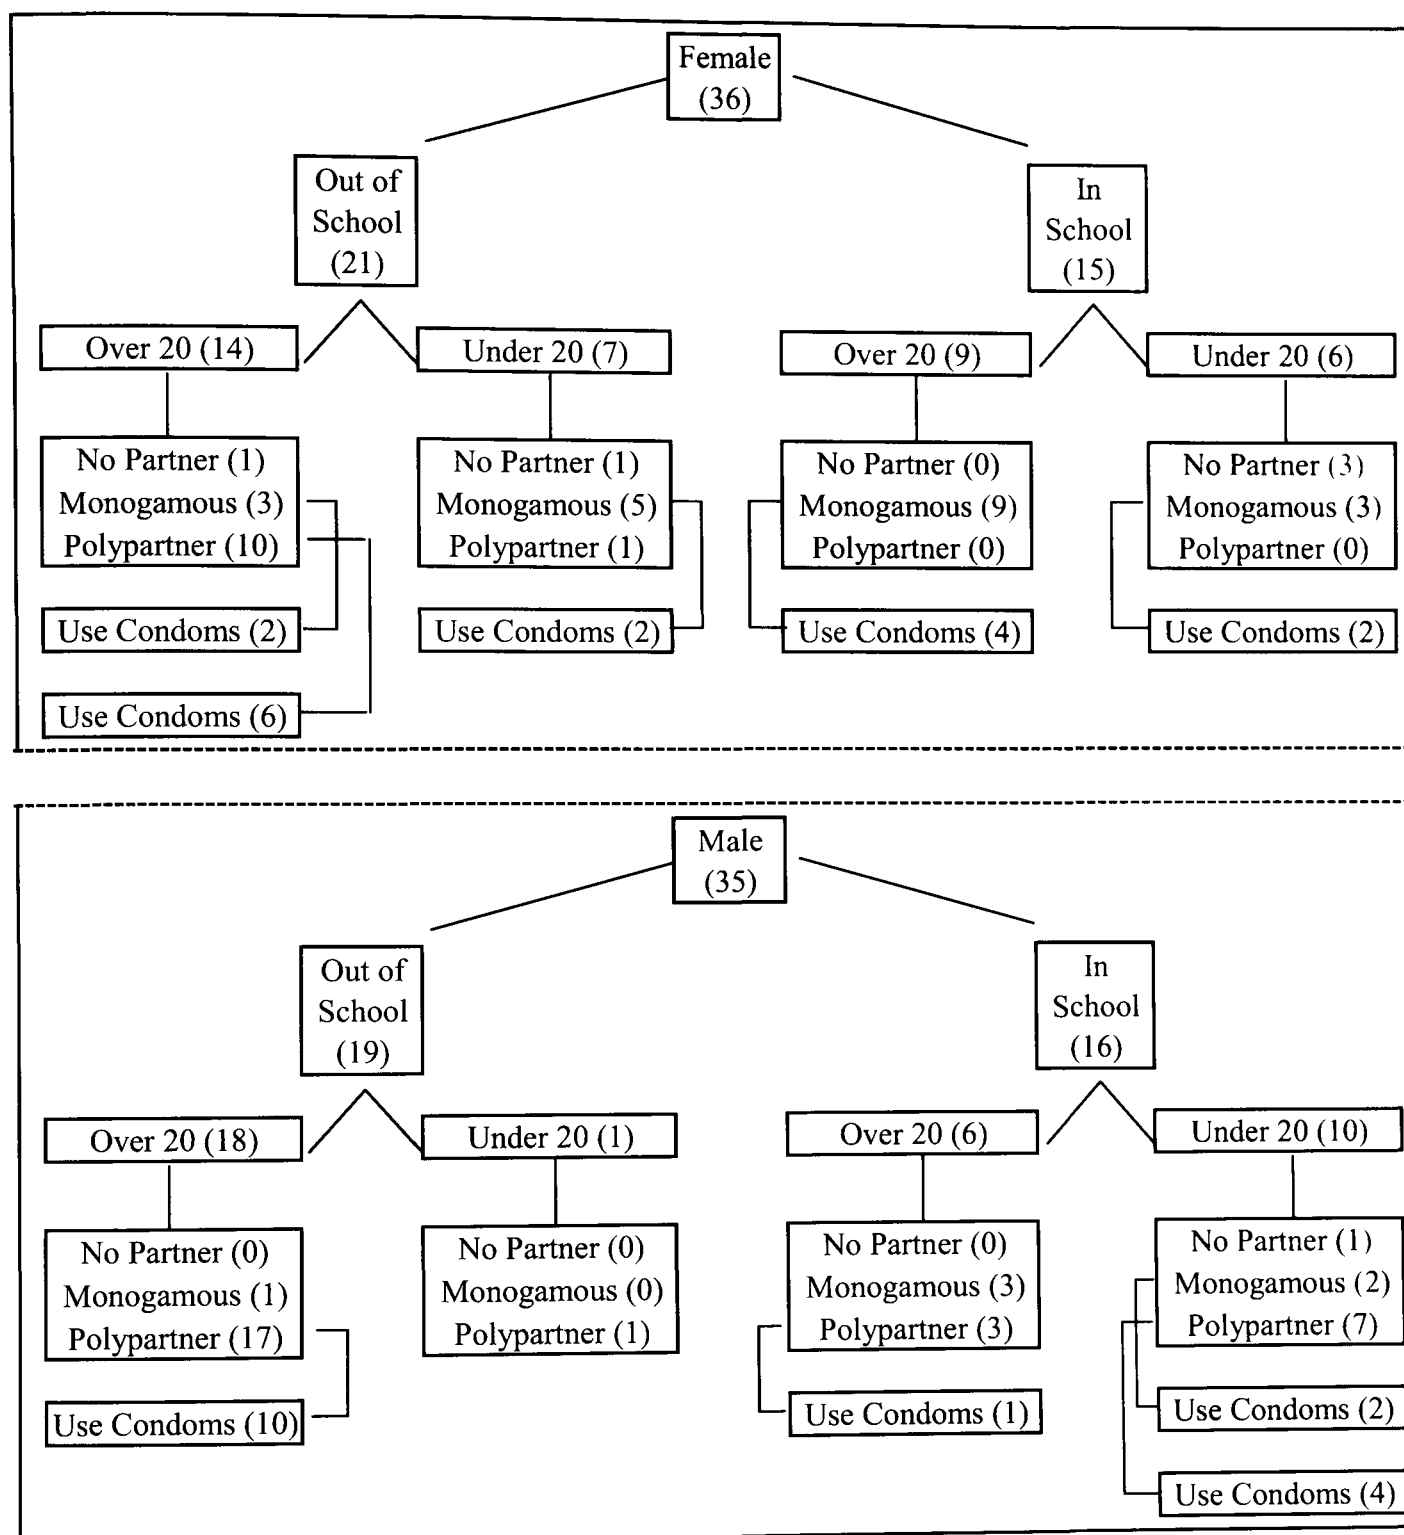 Female
(36)
Out of
School
(21)
In
School
(15)
Over 20 (14)
Under 20 (7)
Over 20 (9)
Under 20 (6)
No Partner (1)
Monogamous (3)
Polypartner (10)
No Partner (1)
Monogamous (5)
Polypartner (1)
No Partner (0)
Monogamous (9)
Polypartner (0)
No Partner (3)
Monogamous (3)
Polypartner (0)
Use Condoms (2)
Use Condoms (2)
Use Condoms (4)
Use Condoms (2)
Use Condoms (6)
Male
(35)
Out of
School
(19)
In
School
(16)
Over 20 (18)
Under 20 (1)
Over 20 (6)
Under 20 (10)
No Partner (0)
Monogamous (1)
Polypartner (17)
No Partner (0)
Monogamous (0)
Polypartner (1)
No Partner (0)
Monogamous (3)
Polypartner (3)
No Partner (1)
Monogamous (2)
Polypartner (7)
Use Condoms (10)
Use Condoms (1)
Use Condoms (2)
Use Condoms (4)